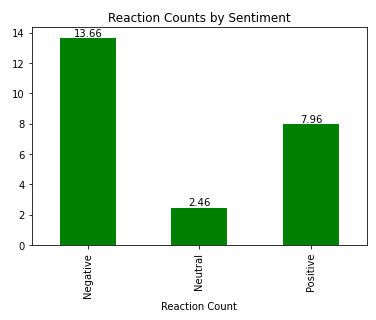 Reaction Counts by Sentiment
14
12
10
8
6
4
2
0
13.66
2.46
7.96
Negative
Neutral
Positive
Reaction Count